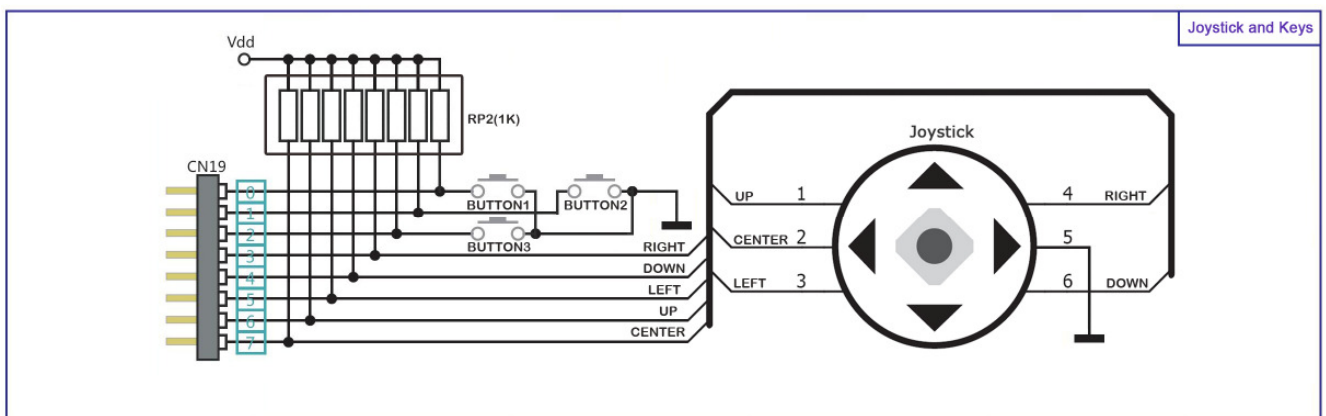 Joystick and Keys
Vdd
RP2(1K)
CN19
0
1
2
3
4
5
6
7
BUTTON1
BUTTON2
BUTTON3
RIGHT
DOWN
LEFT
UP
CENTER
Joystick
UP 1
CENTER 2
LEFT 3
4 RIGHT
5
6 DOWN